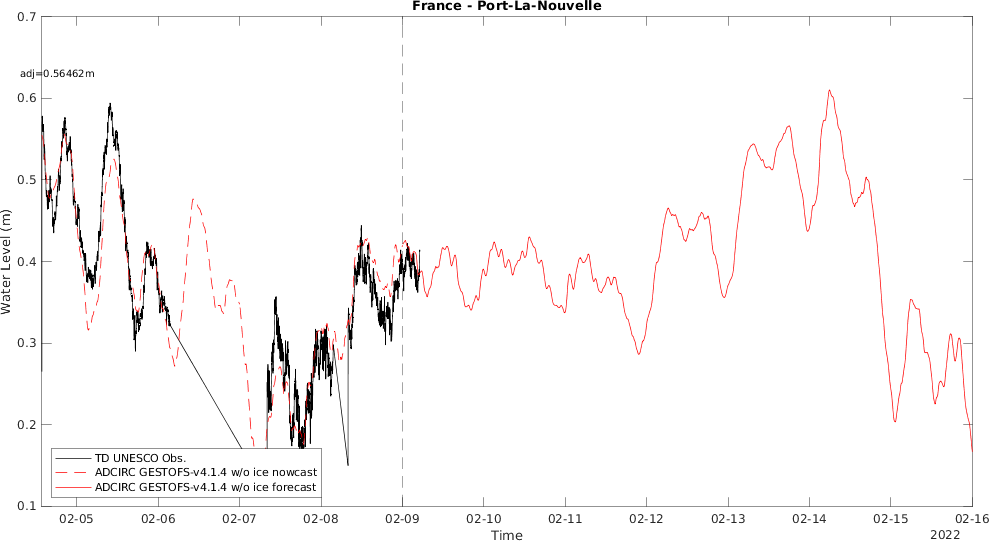 France - Port-La-Nouvelle
0.7
adj=0.56462m
0.6
0.5
0.4
0.3
0.2
0.1
Water Level (m)
TD UNESCO Obs.
ADCIRC GESTOFS-v4.1.4 w/o ice nowcast
ADCIRC GESTOFS-v4.1.4 w/o ice forecast
02-05 02-06 02-07 02-08 02-09 02-10 02-11 02-12 02-13 02-14 02-15 02-16
Time
2022